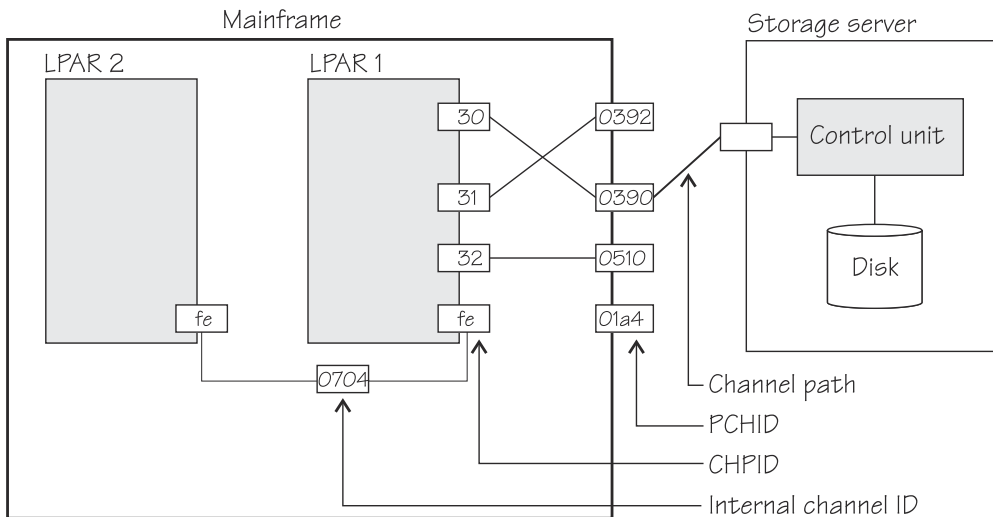 Mainframe
Storage server
LPAR 2
LPAR 1
30
0392
Control unit
31
0390
32
0510
Disk
fe
fe
01a4
0704
Channel path
PCHID
CHPID
Internal channel ID